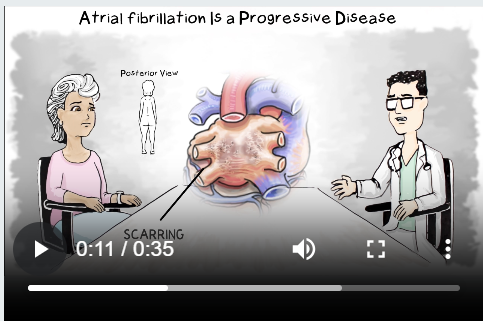 Atrial fibrillation Is a Progressive Disease
Posterior View
SCARRING
0:11 / 0:35